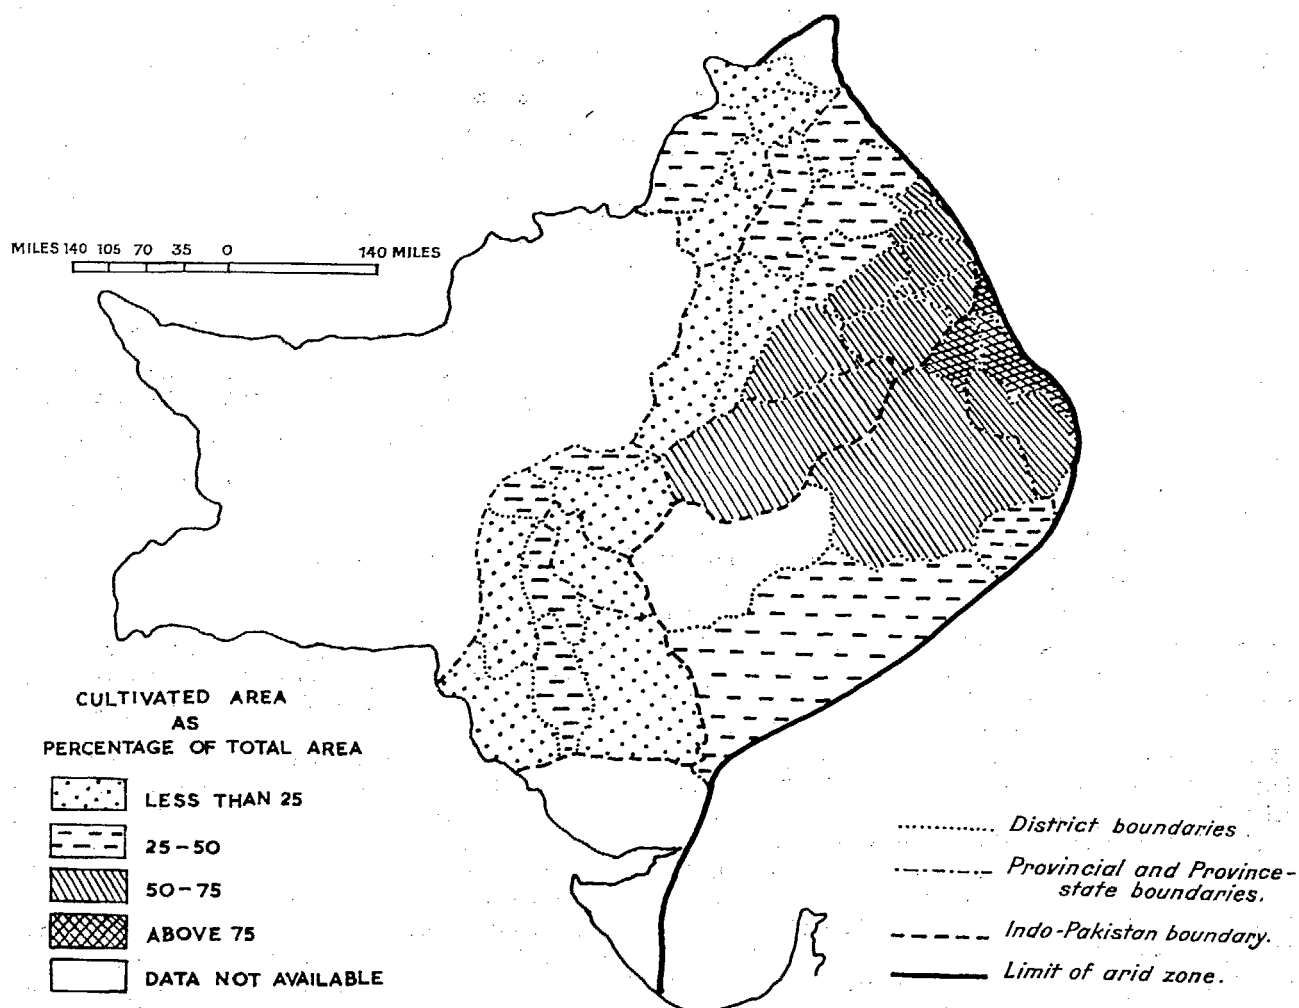 MILES 140 105 70 35 0 140 MILES
CULTIVATED AREA
AS
PERCENTAGE OF TOTAL AREA
LESS THAN 25
25-50
50-75
ABOVE 75
DATA NOT AVAILABLE
District boundaries
Provincial and Province-
state boundaries.
Indo-Pakistan boundary.
Limit of arid zone.